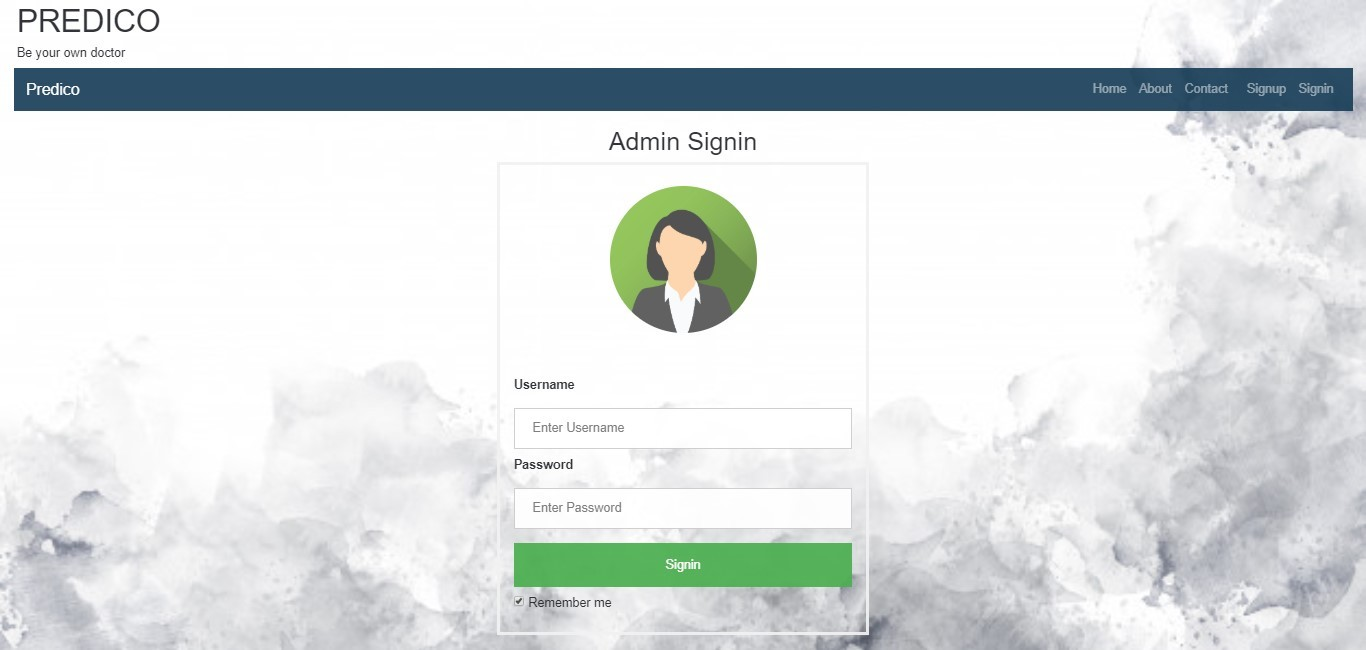 PREDICO
Be your own doctor
Predico Home About Contact Signup Signin
Admin Signin
Username
Enter Username
Password
Enter Password
Signin
Remember me